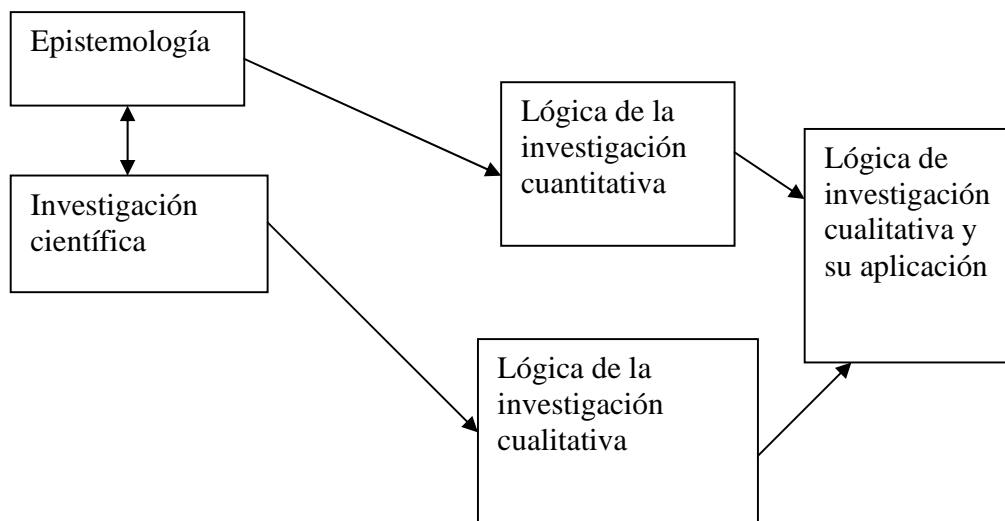 Epistemología
Investigación
científica
Lógica de la
investigación
cuantitativa
Lógica de la
investigación
cualitativa
Lógica de
investigación
cualitativa y
su aplicación